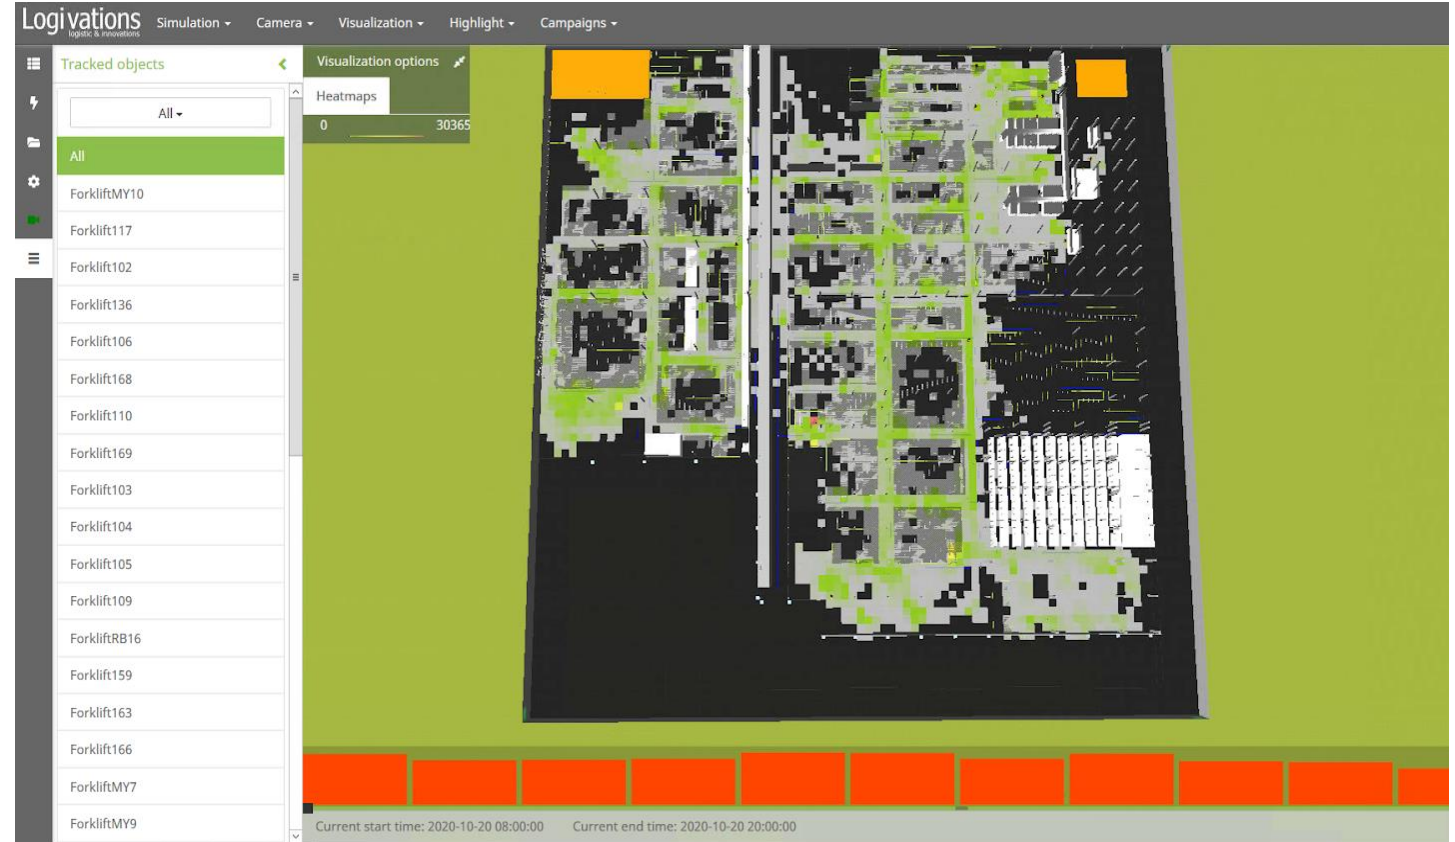 Logivations
logistic & innovations
Simulation
Camera
Visualization
Highlight
Campaigns
Tracked objects
All
All
ForkliftMY10
Forklift117
Forklift102
Forklift136
Forklift106
Forklift168
Forklift110
Forklift169
Forklift103
Forklift104
Forklift105
Forklift109
ForkliftRB16
Forklift159
Forklift163
Forklift166
ForkliftMY7
ForkliftMY9
Visualization options
Heatmaps
0 30365
Current start time: 2020-10-20 08:00:00 Current end time: 2020-10-20 20:00:00